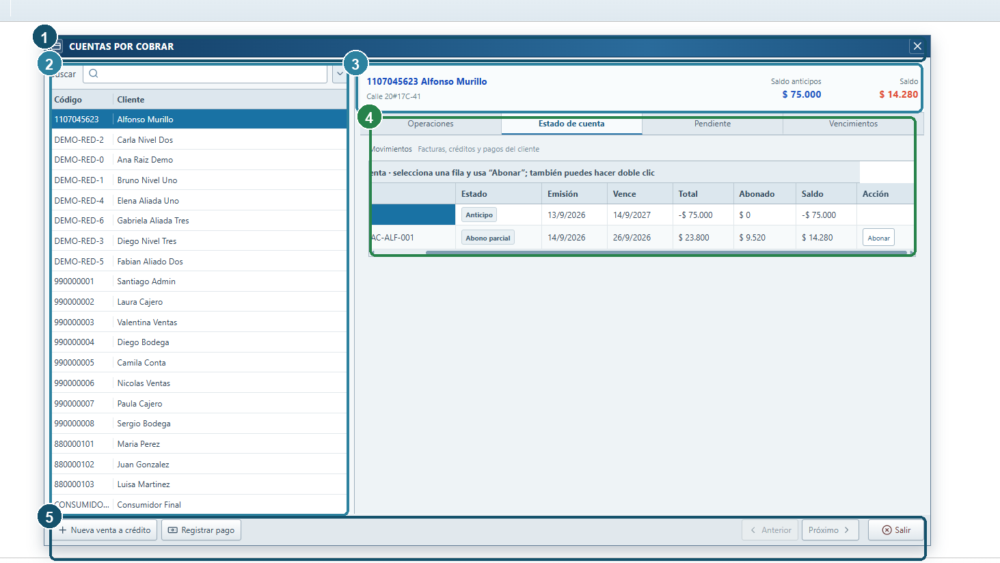 1
CUENTAS POR COBRAR
2
uscar
Código Cliente
1107045623 Alfonso Murillo
DEMO-RED-2 Carla Nivel Dos
DEMO-RED-0 Ana Raiz Demo
DEMO-RED-1 Bruno Nivel Uno
DEMO-RED-4 Elena Aliada Uno
DEMO-RED-6 Gabriela Aliada Tres
DEMO-RED-3 Diego Nivel Tres
DEMO-RED-5 Fabian Aliado Dos
990000001 Santiago Admin
990000002 Laura Cajero
990000003 Valentina Ventas
990000004 Diego Bodega
990000005 Camila Conta
990000006 Nicolas Ventas
990000007 Paula Cajero
990000008 Sergio Bodega
880000101 Maria Perez
880000102 Juan Gonzalez
880000103 Luisa Martinez
CONSUMIDO... Consumidor Final
3
1107045623 Alfonso Murillo
Calle 20#17C-41
Saldo anticipos
$ 75.000
Saldo
$ 14.280
4
Operaciones Estado de cuenta Pendiente Vencimientos
Movimientos Facturas, créditos y pagos del cliente
enta · selecciona una fila y usa “Abonar”; también puedes hacer doble clic
Estado Emisión Vence Total Abonado Saldo Acción
Anticipo 13/9/2026 14/9/2027 -$ 75.000 $ 0 -$ 75.000
AC-ALF-001 Abono parcial 14/9/2026 26/9/2026 $ 23.800 $ 9.520 $ 14.280 Abonar
5
Nueva venta a crédito Registrar pago Anterior Próximo Salir